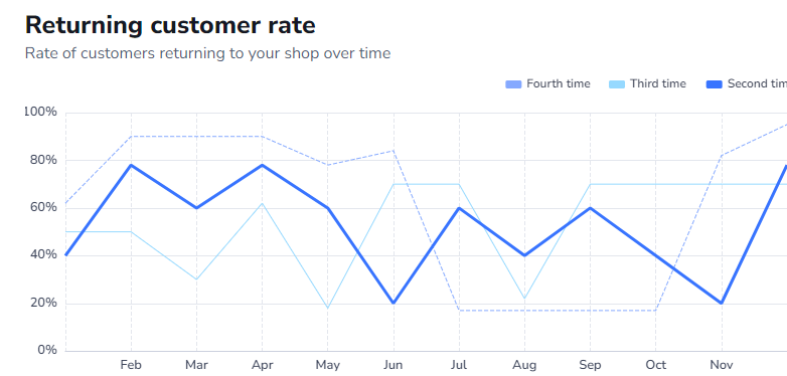 Returning customer rate
Rate of customers returning to your shop over time
Fourth time Third time Second tim
100%
80%
60%
40%
20%
0%
Feb Mar Apr May Jun Jul Aug Sep Oct Nov